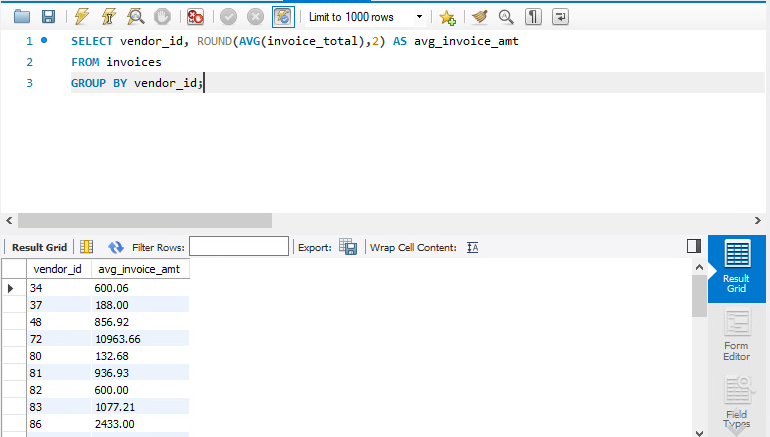 Limit to 1000 rows
1 SELECT vendor_id, ROUND(AVG(invoice_total),2) AS avg_invoice_amt
2 FROM invoices
3 GROUP BY vendor_id;
Result Grid Filter Rows: Export: Wrap Cell Content:
vendor_id avg_invoice_amt
34 600.06
37 188.00
48 856.92
72 10963.66
80 132.68
81 936.93
82 600.00
83 1077.21
86 2433.00
Result
Grid
Form
Editor
Field
Types